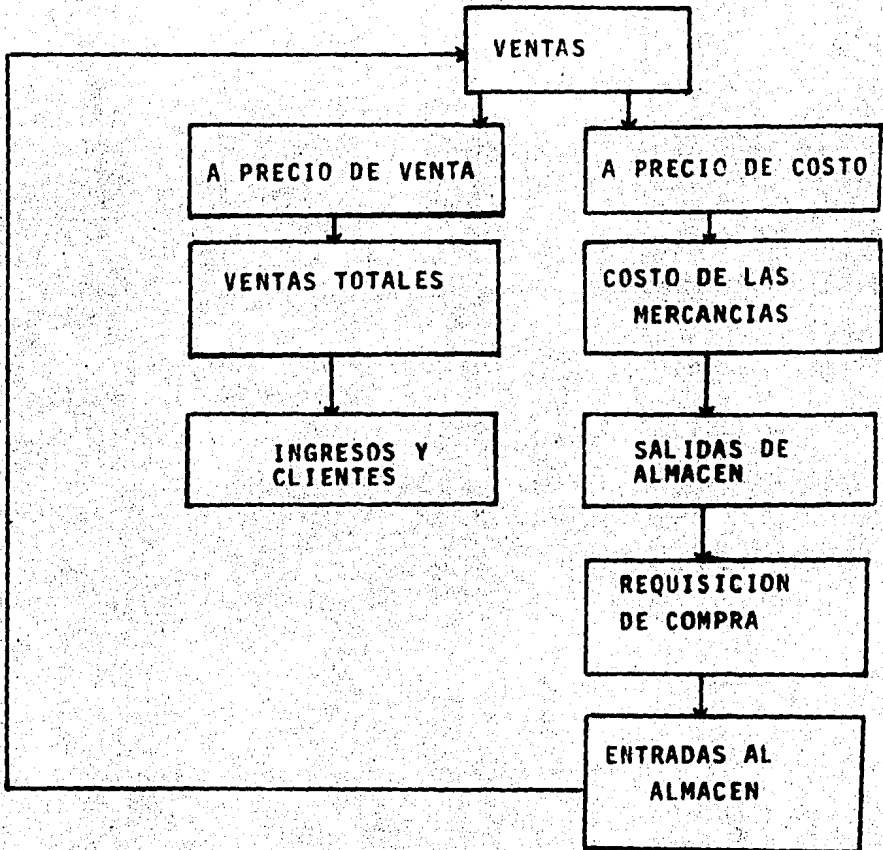 VENTAS
A PRECIO DE VENTA
A PRECIO DE COSTO
VENTAS TOTALES
COSTO DE LAS
MERCANCIAS
INGRESOS Y
CLIENTES
SALIDAS DE
ALMACEN
REQUISICION
DE COMPRA
ENTRADAS AL
ALMACEN